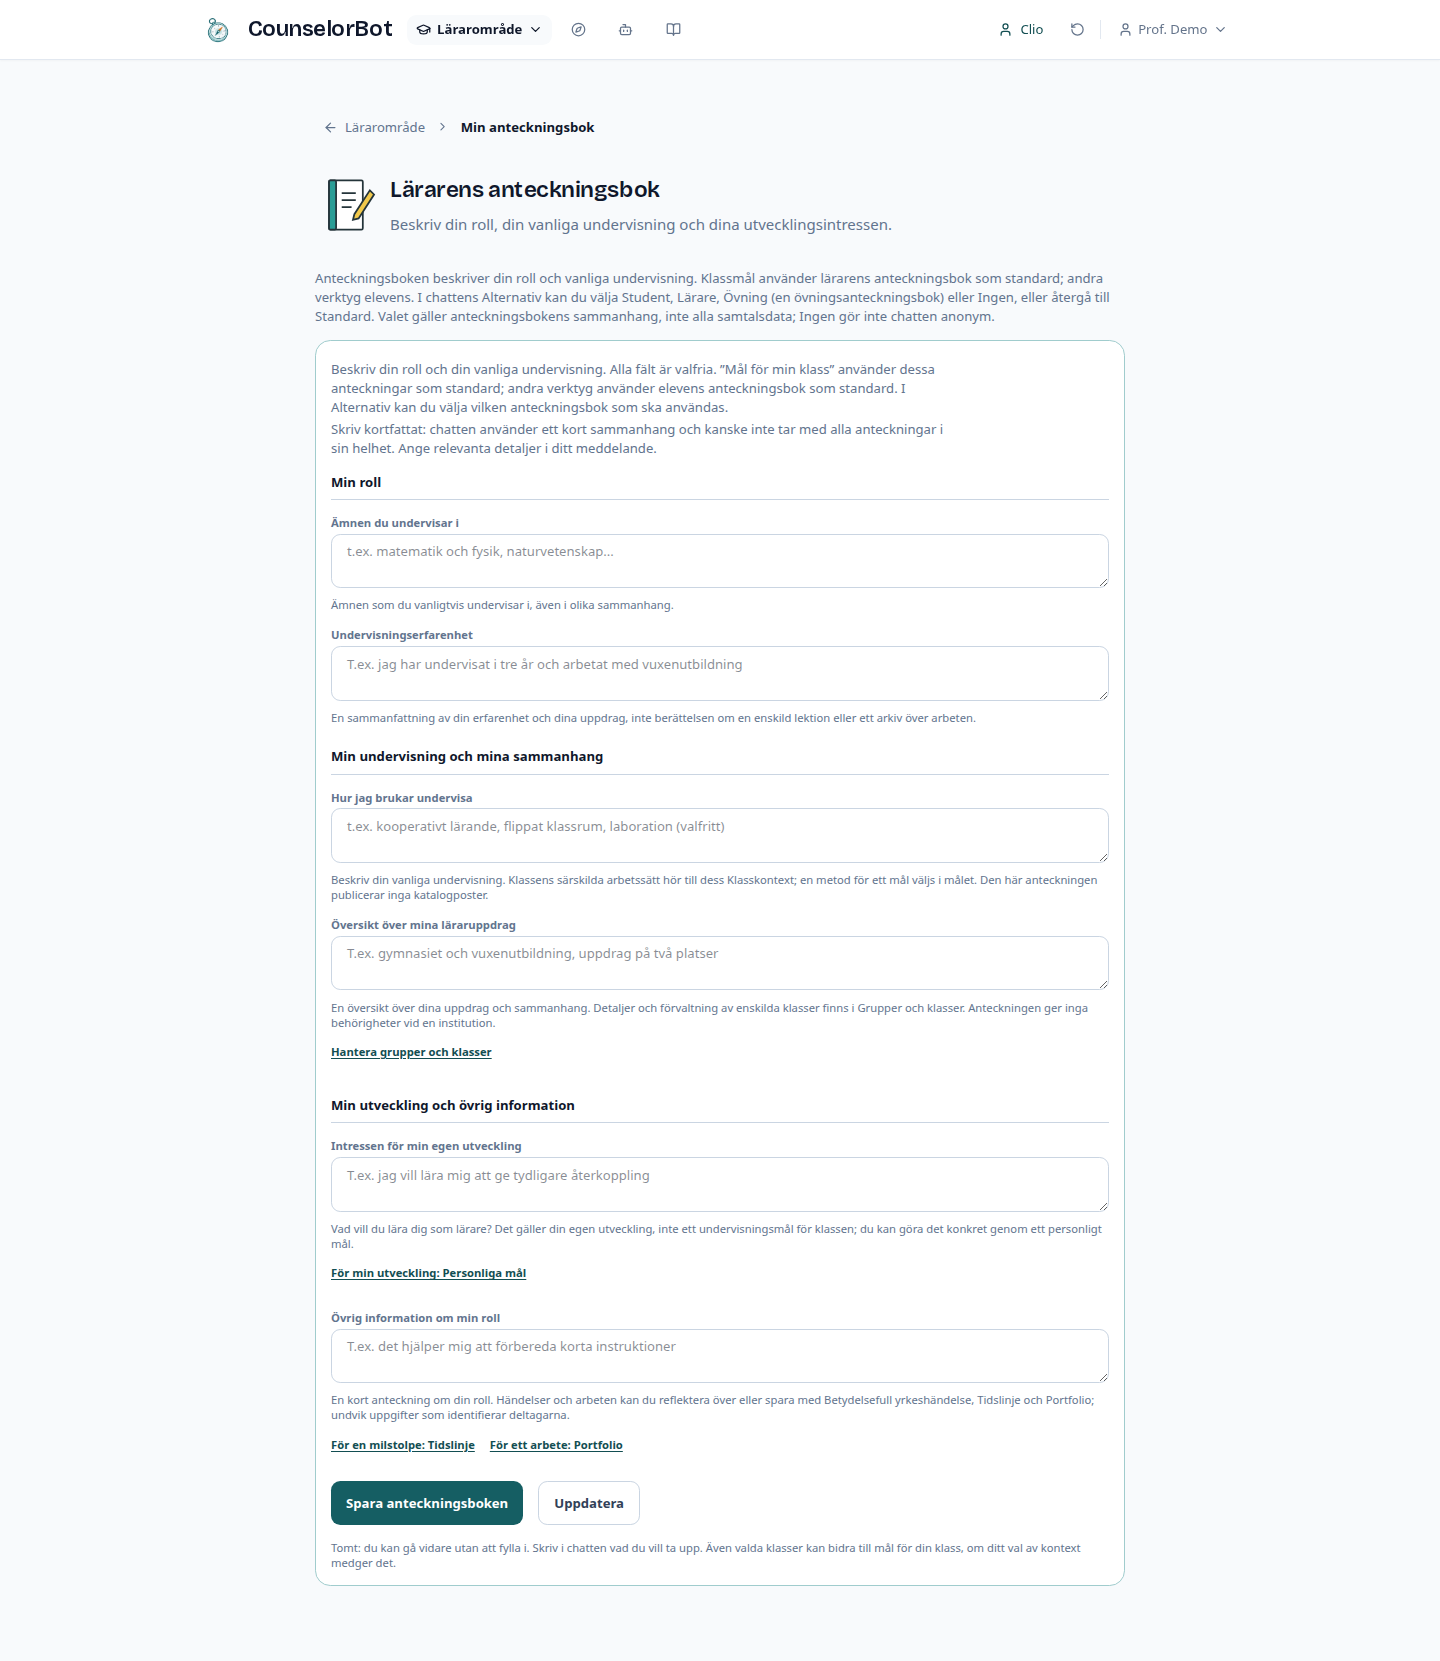 CounselorBot
Lärarområde
Clio
Prof. Demo
Lärarområde
Min anteckningsbok
Lärarens anteckningsbok
Beskriv din roll, din vanliga undervisning och dina utvecklingsintressen.
Anteckningsboken beskriver din roll och vanliga undervisning. Klassmål använder lärarens anteckningsbok som standard; andra
verktyg elevens. I chattens Alternativ kan du välja Student, Lärare, Övning (en övningsanteckningsbok) eller Ingen, eller återgå till
Standard. Valet gäller anteckningsbokens sammanhang, inte alla samtalsdata; Ingen gör inte chatten anonym.
Beskriv din roll och din vanliga undervisning. Alla fält är valfria. ”Mål för min klass” använder dessa
anteckningar som standard; andra verktyg använder elevens anteckningsbok som standard. I
Alternativ kan du välja vilken anteckningsbok som ska användas.
Skriv kortfattat: chatten använder ett kort sammanhang och kanske inte tar med alla anteckningar i
sin helhet. Ange relevanta detaljer i ditt meddelande.
Min roll
Ämnen du undervisar i
t.ex. matematik och fysik, naturvetenskap...
Ämnen som du vanligtvis undervisar i, även i olika sammanhang.
Undervisningserfarenhet
T.ex. jag har undervisat i tre år och arbetat med vuxenutbildning
En sammanfattning av din erfarenhet och dina uppdrag, inte berättelsen om en enskild lektion eller ett arkiv över arbeten.
Min undervisning och mina sammanhang
Hur jag brukar undervisa
t.ex. kooperativt lärande, flippat klassrum, laboration (valfritt)
Beskriv din vanliga undervisning. Klassens särskilda arbetssätt hör till dess Klasskontext; en metod för ett mål väljs i målet. Den här anteckningen
publicerar inga katalogposter.
Översikt över mina läraruppdrag
T.ex. gymnasiet och vuxenutbildning, uppdrag på två platser
En översikt över dina uppdrag och sammanhang. Detaljer och förvaltning av enskilda klasser finns i Grupper och klasser. Anteckningen ger inga
behörigheter vid en institution.
Hantera grupper och klasser
Min utveckling och övrig information
Intressen för min egen utveckling
T.ex. jag vill lära mig att ge tydligare återkoppling
Vad vill du lära dig som lärare? Det gäller din egen utveckling, inte ett undervisningsmål för klassen; du kan göra det konkret genom ett personligt
mål.
För min utveckling: Personliga mål
Övrig information om min roll
T.ex. det hjälper mig att förbereda korta instruktioner
En kort anteckning om din roll. Händelser och arbeten kan du reflektera över eller spara med Betydelsefull yrkeshändelse, Tidslinje och Portfolio;
undvik uppgifter som identifierar deltagarna.
För en milstolpe: Tidslinje För ett arbete: Portfolio
Spara anteckningsboken Uppdatera
Tomt: du kan gå vidare utan att fylla i. Skriv i chatten vad du vill ta upp. Även valda klasser kan bidra till mål för din klass, om ditt val av kontext
medger det.